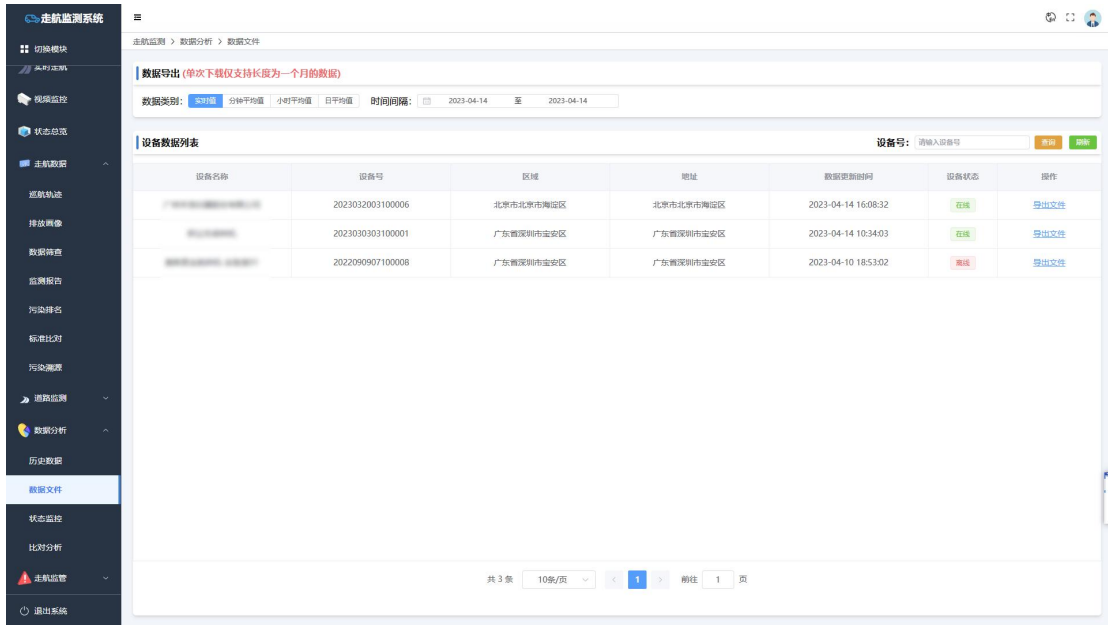 走航监测系统
切换模块
实时走航
视频监控
状态总览
走航数据
巡航轨迹
排放画像
数据筛查
监测报告
污染排名
标准比对
污染溯源
道路监测
数据分析
历史数据
数据文件
状态监控
比对分析
走航监管
退出系统
走航监测 > 数据分析 > 数据文件
数据导出 (单次下载仅支持长度为一个月的数据)
数据类别: 实时值 分钟平均值 小时平均值 日平均值 时间间隔: 2023-04-14 至 2023-04-14
设备数据列表 设备号: 请输入设备号 查询 刷新
设备名称 设备号 区域 地址 数据更新时间 设备状态 操作
2023032003100006 北京市北京市海淀区 北京市北京市海淀区 2023-04-14 16:08:32 在线 导出文件
2023030303100001 广东省深圳市宝安区 广东省深圳市宝安区 2023-04-14 10:34:03 在线 导出文件
2022090907100008 广东省深圳市宝安区 广东省深圳市宝安区 2023-04-10 18:53:02 离线 导出文件
共 3 条 10条/页 < 1 > 前往 1 页